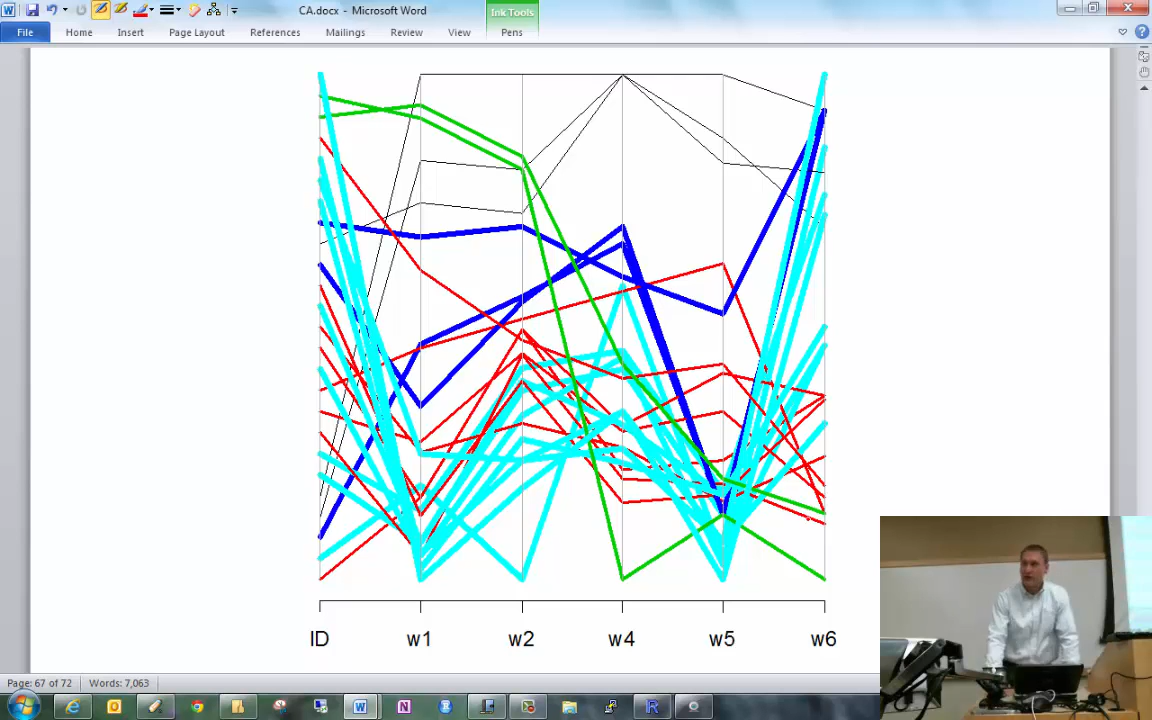 CA.docx - Microsoft Word
Ink Tools
File Home Insert Page Layout References Mailings Review View Pens
ID w1 w2 w4 w5 w6
Page: 67 of 72 Words: 7,063